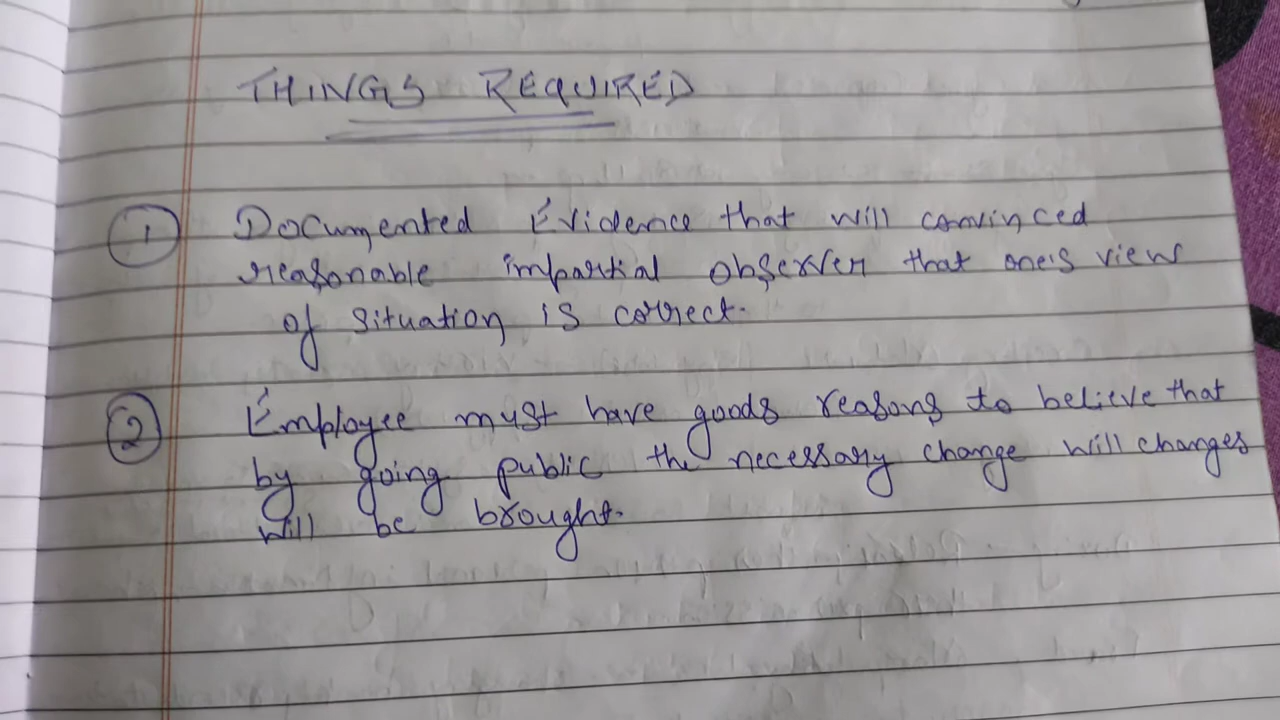 THINGS REQUIRED
1 Documented Evidence that will convinced
reasonable impartial observer that one's view
of situation is correct.
2 Employee must have goods reasons to believe that
by going public the necessary change will changes
will be brought.